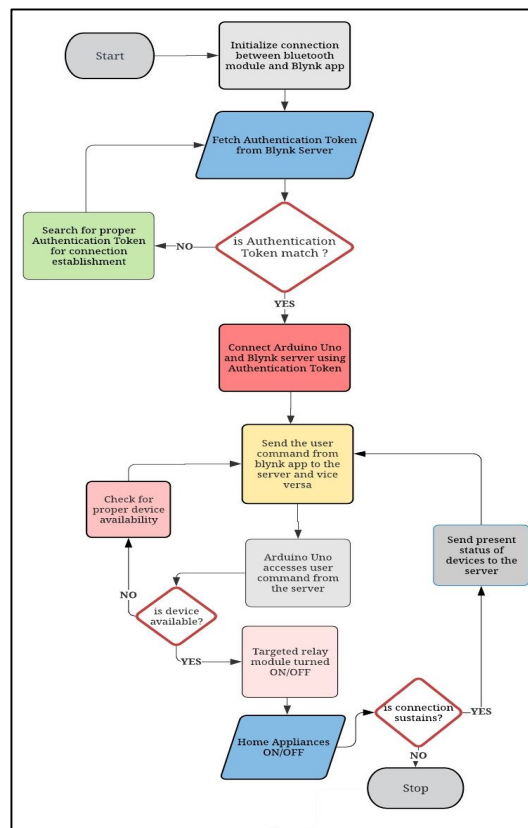 Start
Initialize connection
between bluetooth
module and Blynk app
Fetch Authentication Token
from Blynk Server
Search for proper
Authentication Token
for connection
establishment
NO
is Authentication
Token match ?
YES
Connect Arduino Uno
and Blynk server using
Authentication Token
Send the user
command from
blynk app to the
server and vice
versa
Check for
proper device
availability
Send present
status of
devices to the
server
Arduino Uno
accesses user
command from
the server
NO
is device
available?
YES
Targeted relay
module turned
ON/OFF
is connection
sustains?
YES
Home Appliances
ON/OFF
NO
Stop